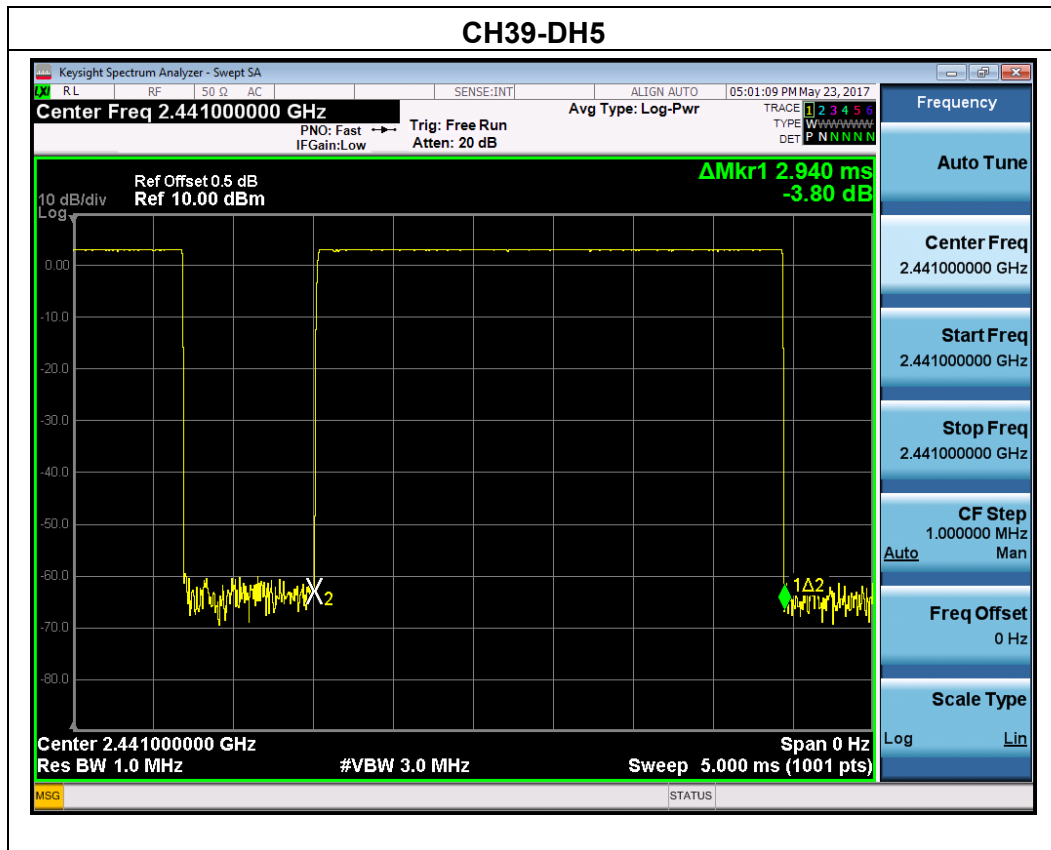 CH39-DH5
Keysight Spectrum Analyzer - Swept SA
LXI RL RF 50 Ω AC SENSE:INT ALIGN AUTO 05:01:09 PM May 23, 2017
Center Freq 2.441000000 GHz
PNO: Fast
IFGain:Low
Trig: Free Run
Atten: 20 dB
Avg Type: Log-Pwr
TRACE 1 2 3 4 5 6
TYPE WWWWWW
DET P N N N N N
Ref Offset 0.5 dB
10 dB/div Ref 10.00 dBm
Log
ΔMkr1 2.940 ms
-3.80 dB
0.00
-10.0
-20.0
-30.0
-40.0
-50.0
-60.0
-70.0
-80.0
2
1Δ2
Center 2.441000000 GHz Span 0 Hz
Res BW 1.0 MHz #VBW 3.0 MHz Sweep 5.000 ms (1001 pts)
MSG STATUS
Frequency
Auto Tune
Center Freq
2.441000000 GHz
Start Freq
2.441000000 GHz
Stop Freq
2.441000000 GHz
CF Step
1.000000 MHz
Auto Man
Freq Offset
0 Hz
Scale Type
Log Lin